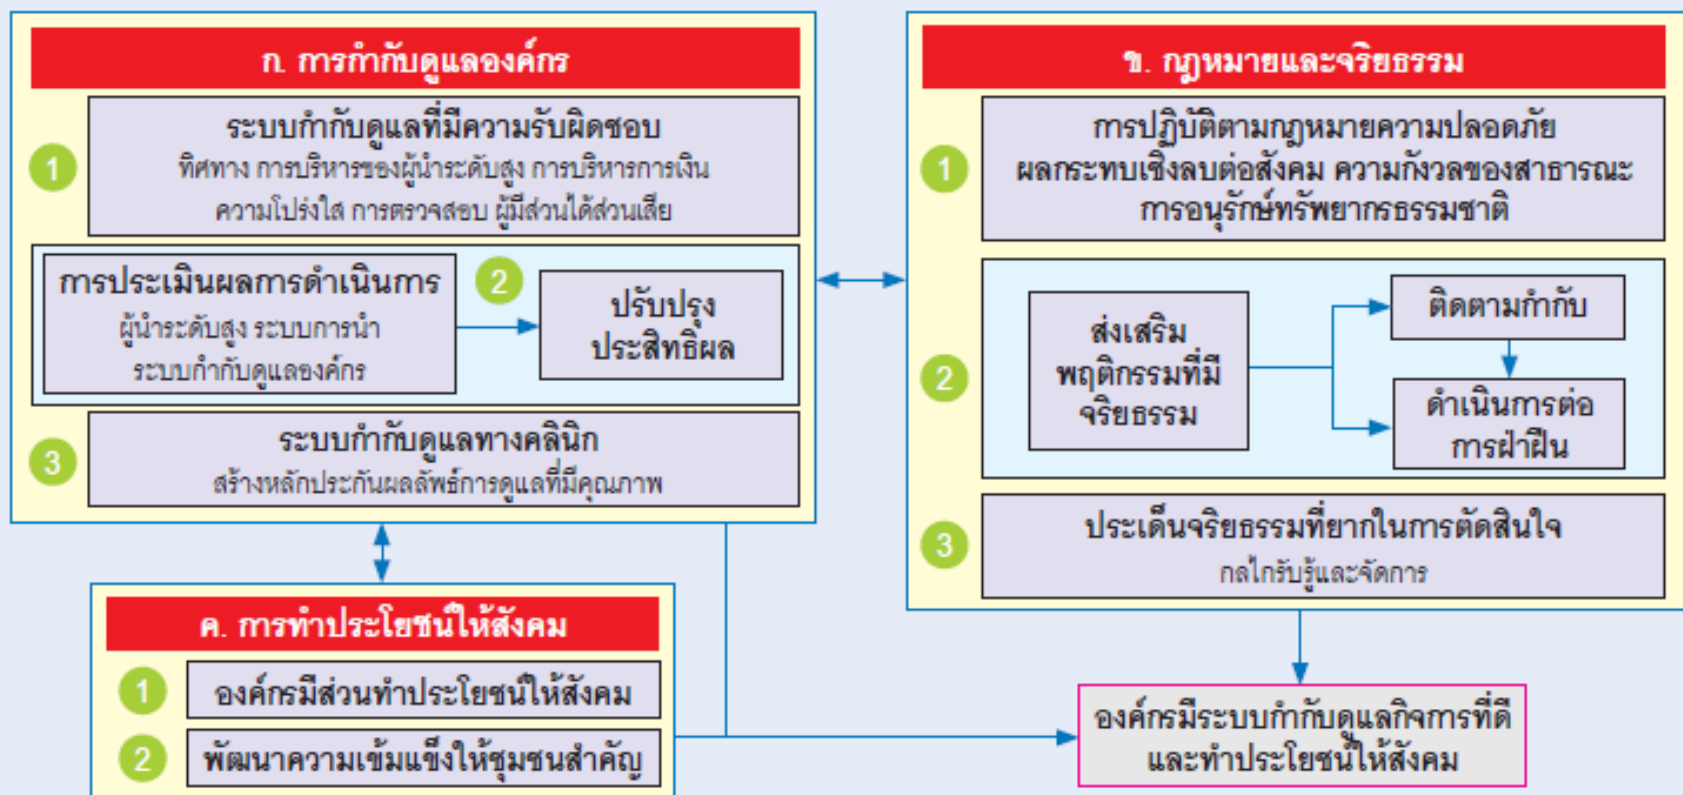 ก. การกำกับดูแลองค์กร
1
ระบบกำกับดูแลที่มีความรับผิดชอบ
ทิศทาง การบริหารของผู้นำระดับสูง การบริหารการเงิน
ความโปร่งใส การตรวจสอบ ผู้มีส่วนได้ส่วนเสีย
การประเมินผลการดำเนินการ
ผู้นำระดับสูง ระบบการนำ
ระบบกำกับดูแลองค์กร
2
ปรับปรุง
ประสิทธิผล
3
ระบบกำกับดูแลทางคลินิก
สร้างหลักประกันผลลัพธ์การดูแลที่มีคุณภาพ
ข. กฎหมายและจริยธรรม
1
การปฏิบัติตามกฎหมายความปลอดภัย
ผลกระทบเชิงลบต่อสังคม ความกังวลของสาธารณะ
การอนุรักษ์ทรัพยากรธรรมชาติ
2
ส่งเสริม
พฤติกรรมที่มี
จริยธรรม
ติดตามกำกับ
ดำเนินการต่อ
การฝ่าฝืน
3
ประเด็นจริยธรรมที่ยากในการตัดสินใจ
กลไกรับรู้และจัดการ
ค. การทำประโยชน์ให้สังคม
1
องค์กรมีส่วนทำประโยชน์ให้สังคม
2
พัฒนาความเข้มแข็งให้ชุมชนสำคัญ
องค์กรมีระบบกำกับดูแลกิจการที่ดี
และทำประโยชน์ให้สังคม